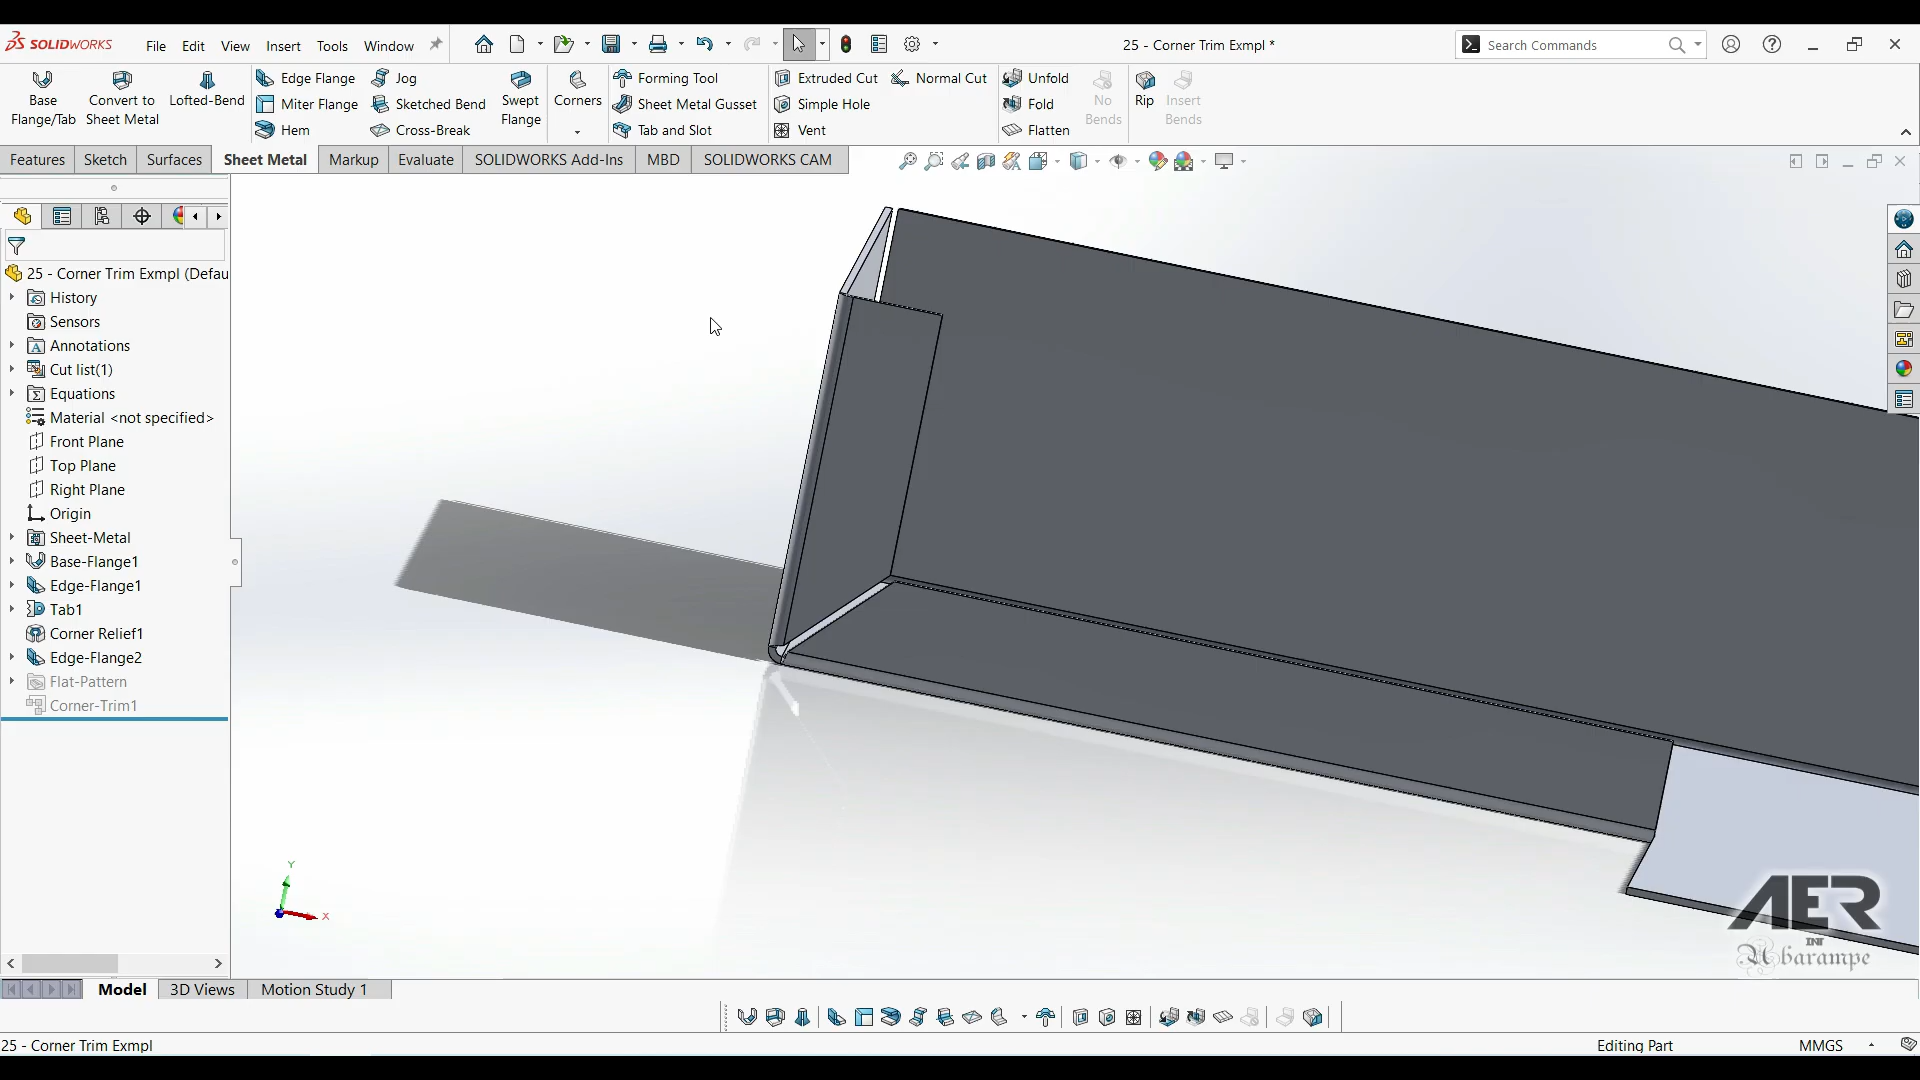 SOLIDWORKS File Edit View Insert Tools Window 25 - Corner Trim Exmpl * Search Commands
Base Flange/Tab
Convert to Sheet Metal
Lofted-Bend
Edge Flange
Miter Flange
Hem
Jog
Sketched Bend
Cross-Break
Swept Flange
Corners
Forming Tool
Sheet Metal Gusset
Tab and Slot
Extruded Cut
Simple Hole
Vent
Normal Cut
Unfold
Fold
Flatten
No Bends
Rip
Insert Bends
Features Sketch Surfaces Sheet Metal Markup Evaluate SOLIDWORKS Add-Ins MBD SOLIDWORKS CAM
25 - Corner Trim Exmpl (Defau
History
Sensors
Annotations
Cut list(1)
Equations
Material <not specified>
Front Plane
Top Plane
Right Plane
Origin
Sheet-Metal
Base-Flange1
Edge-Flange1
Tab1
Corner Relief1
Edge-Flange2
Flat-Pattern
Corner-Trim1
Y
X
AER
INT
Abarampe
Model 3D Views Motion Study 1
25 - Corner Trim Exmpl Editing Part MMGS